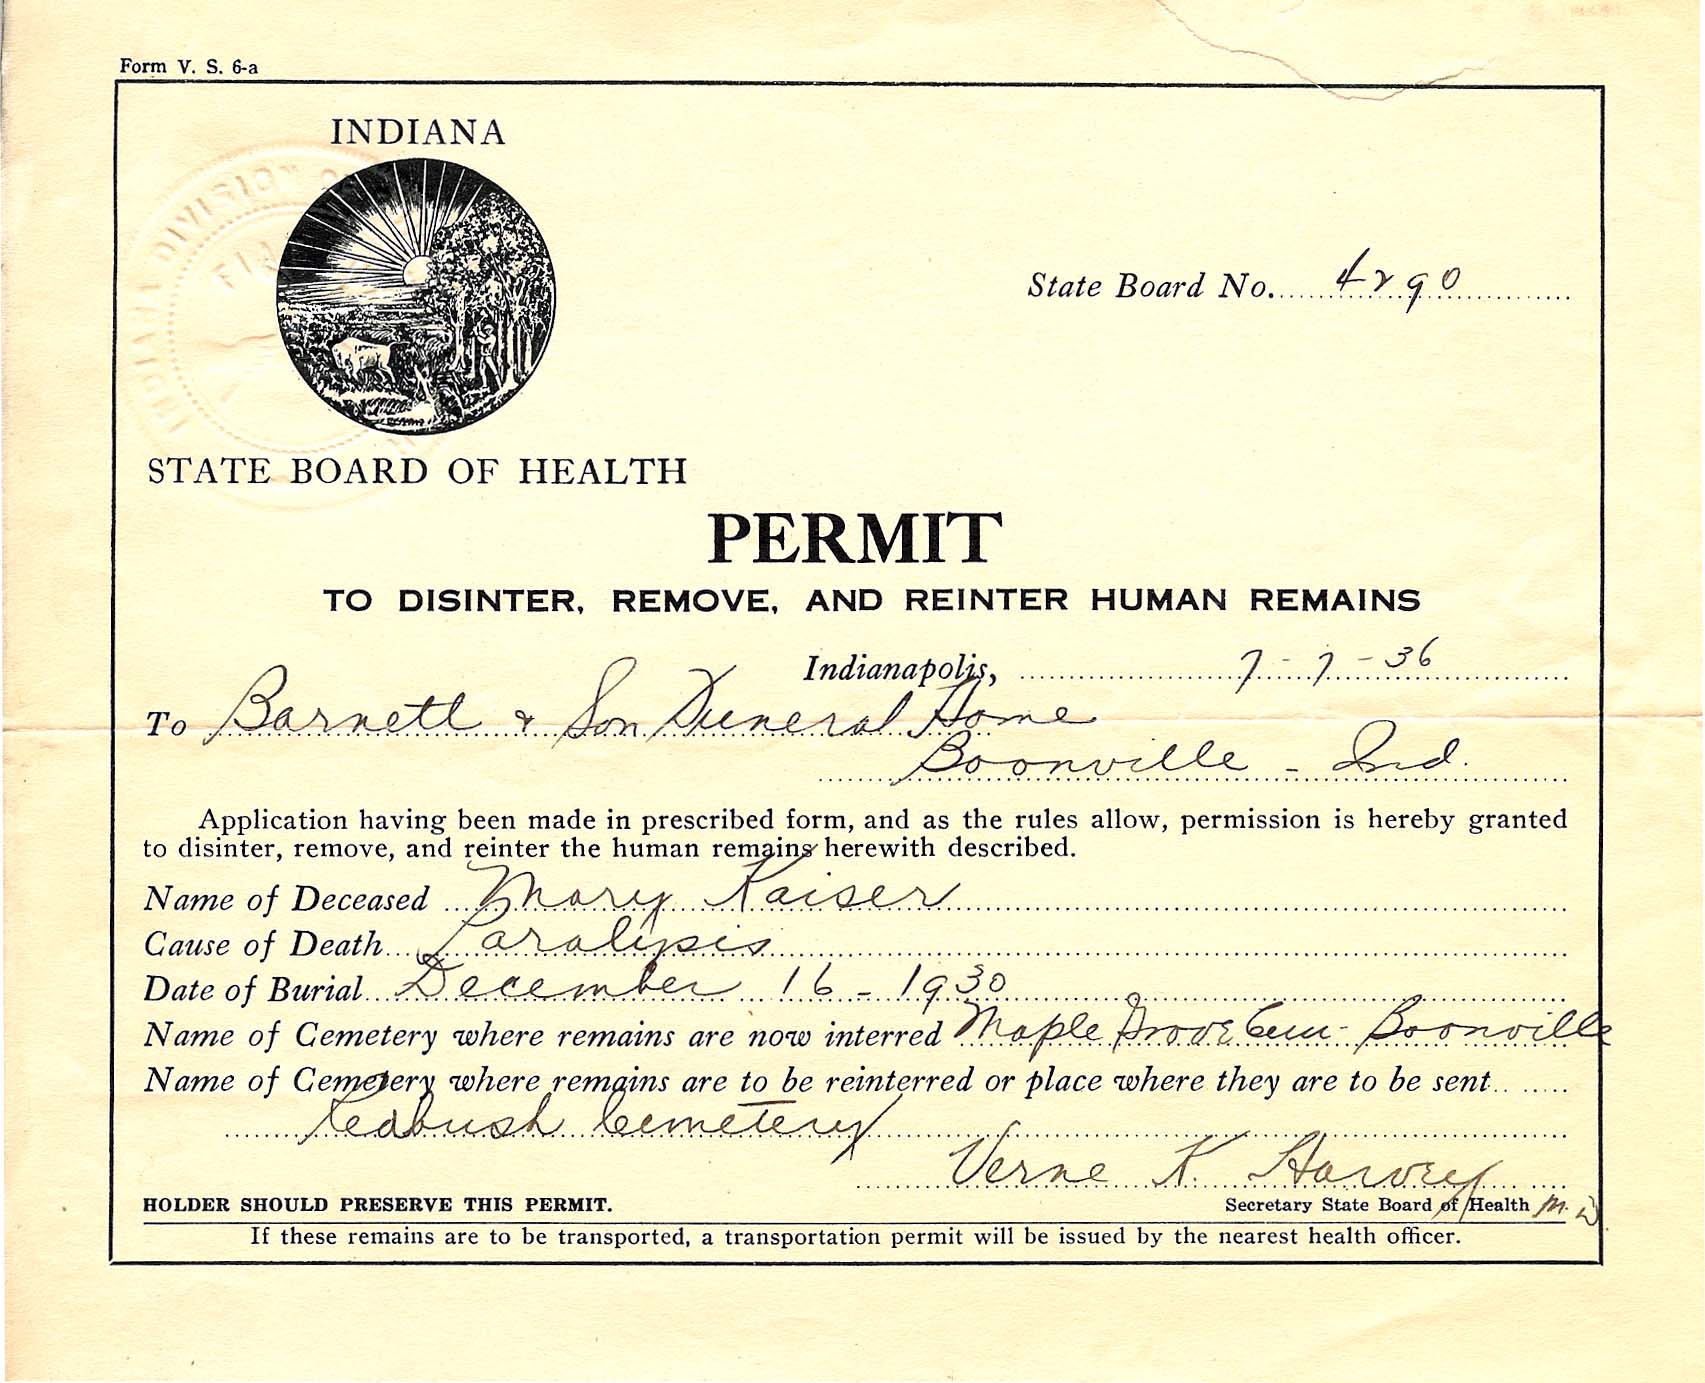 Form V. S. 6-a
INDIANA
INDIANA DIVISION OF
STATE BOARD OF HEALTH
State Board No. 4290
PERMIT
TO DISINTER, REMOVE, AND REINTER HUMAN REMAINS
Indianapolis, 7-7-36
To Barnett & Son Funeral Home
Boonville - Ind.
Application having been made in prescribed form, and as the rules allow, permission is hereby granted
to disinter, remove, and reinter the human remains herewith described.
Name of Deceased Mary Kaiser
Cause of Death Paralysis
Date of Burial December 16 - 1930
Name of Cemetery where remains are now interred Maple Grove Cem - Boonville
Name of Cemetery where remains are to be reinterred or place where they are to be sent
Redbush Cemetery
Verne K. Harvey
HOLDER SHOULD PRESERVE THIS PERMIT.
Secretary State Board of Health M. D.
If these remains are to be transported, a transportation permit will be issued by the nearest health officer.